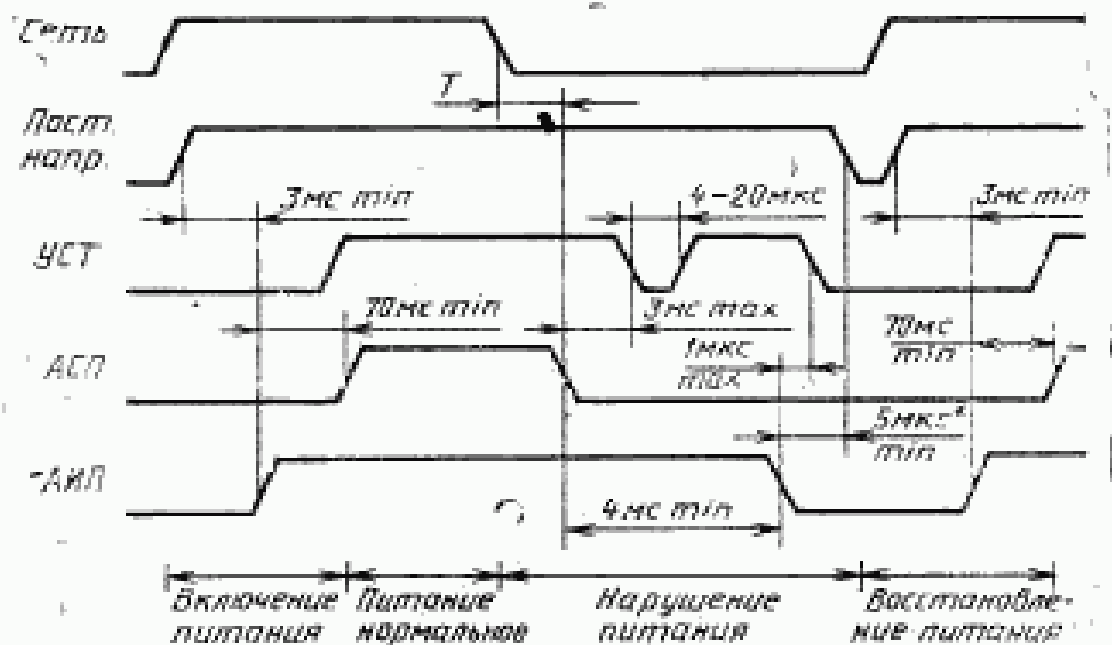 Сеть
Т
Пост.
напр.
3мс min
4-20мкс
3мс min
УСТ
70мс min
3мс max
70мс
min
1мкс
max
АСП
5мкс
min
АИП
4мс min
Включение
питания
Питание
нормальное
Нарушение
питания
Восстановле-
ние питания